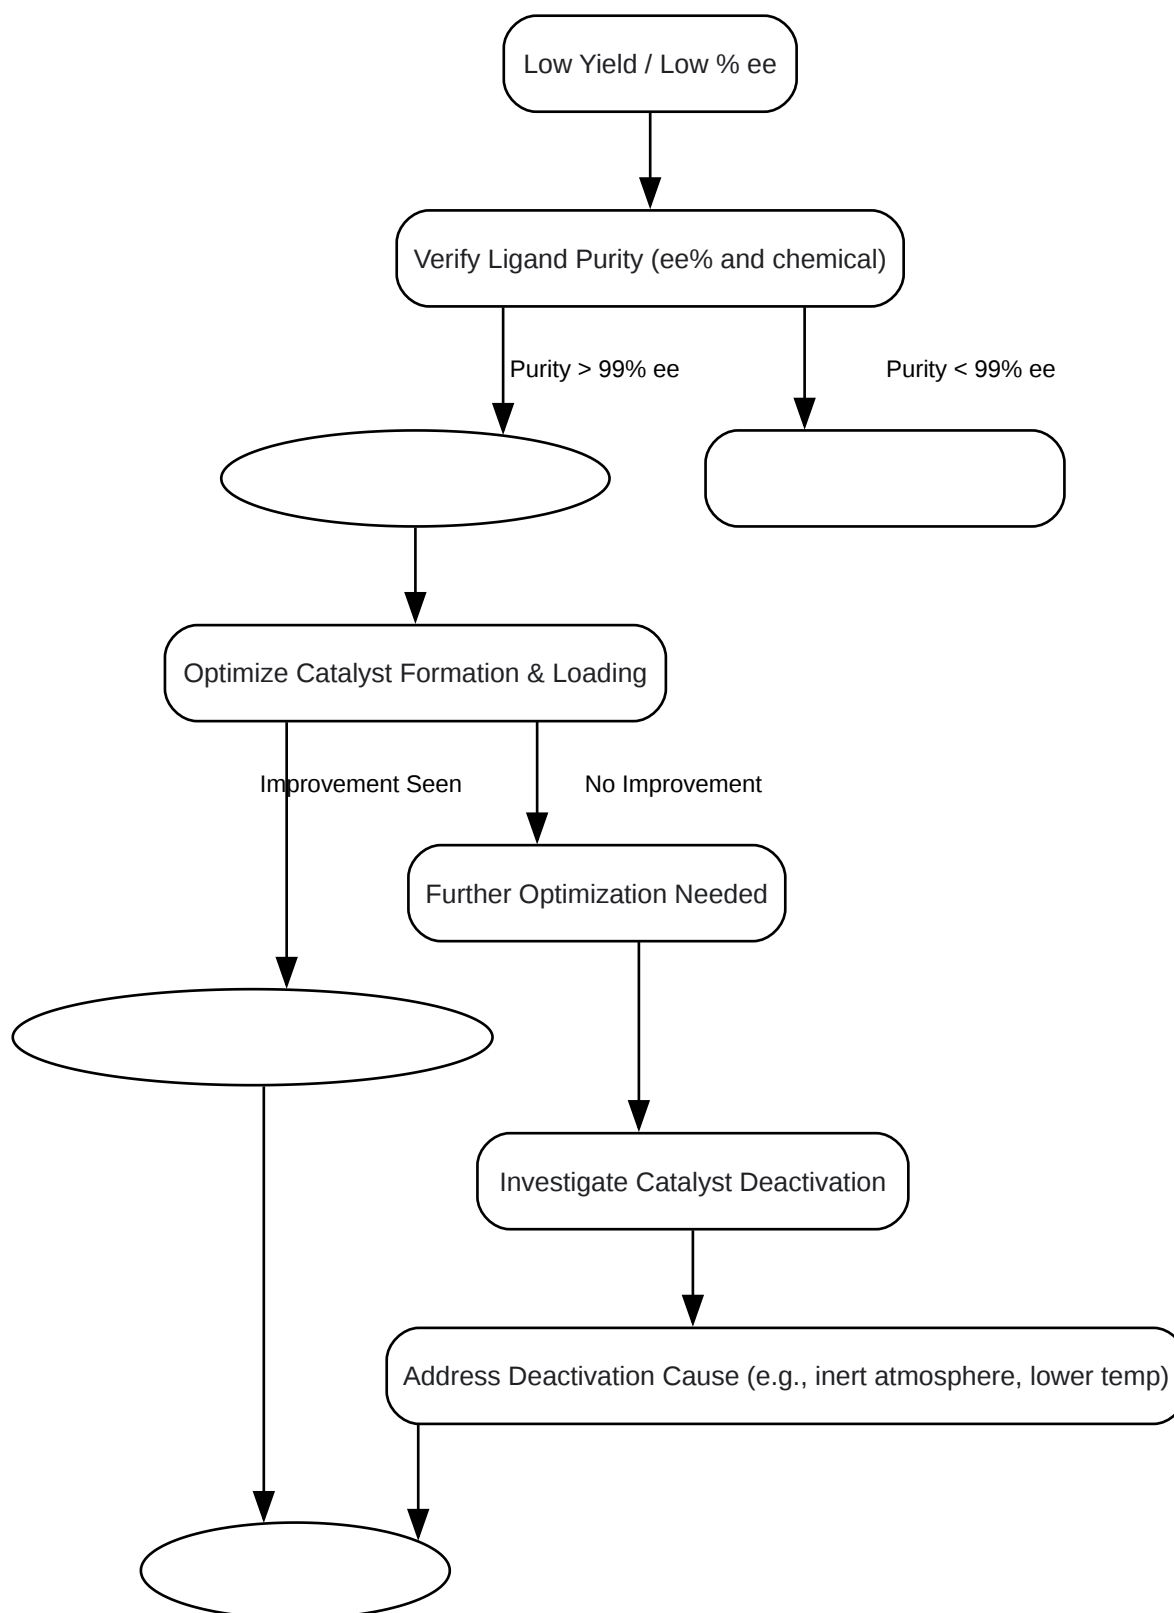 Low Yield / Low % ee
Verify Ligand Purity (ee% and chemical)
Purity > 99% ee
Purity < 99% ee
Optimize Catalyst Formation & Loading
Improvement Seen
No Improvement
Further Optimization Needed
Investigate Catalyst Deactivation
Address Deactivation Cause (e.g., inert atmosphere, lower temp)